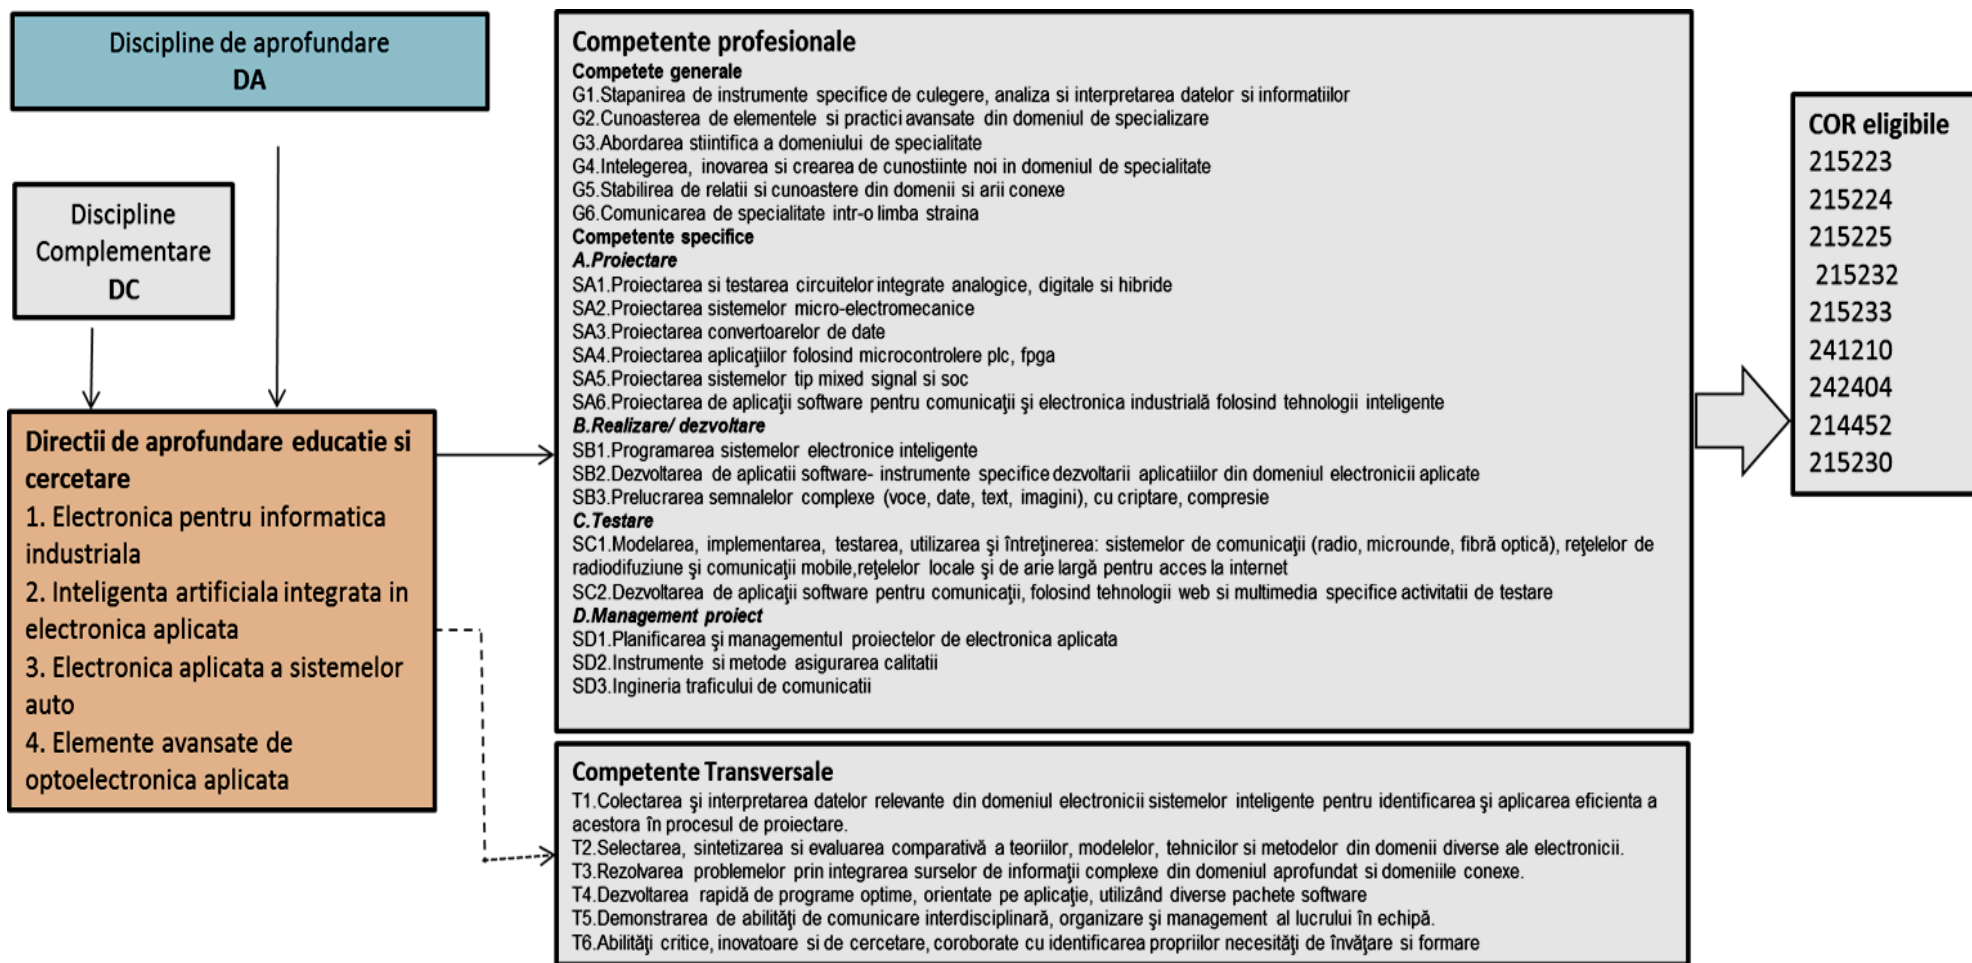 Discipline de aprofundare
DA
Discipline
Complementare
DC
Directii de aprofundare educatie si
cercetare
1. Electronica pentru informatica
industriala
2. Inteligenta artificiala integrata in
electronica aplicata
3. Electronica aplicata a sistemelor
auto
4. Elemente avansate de
optoelectronica aplicata
Competente profesionale
Competete generale
G1.Stapanirea de instrumente specifice de culegere, analiza si interpretarea datelor si informatiilor
G2.Cunoasterea de elementele si practici avansate din domeniul de specializare
G3.Abordarea stiintifica a domeniului de specialitate
G4.Intelegerea, inovarea si crearea de cunostiinte noi in domeniul de specialitate
G5.Stabilirea de relatii si cunoastere din domenii si arii conexe
G6.Comunicarea de specialitate intr-o limba straina
Competente specifice
A.Proiectare
SA1.Proiectarea si testarea circuitelor integrate analogice, digitale si hibride
SA2.Proiectarea sistemelor micro-electromecanice
SA3.Proiectarea convertoarelor de date
SA4.Proiectarea aplicaţiilor folosind microcontrolere plc, fpga
SA5.Proiectarea sistemelor tip mixed signal si soc
SA6.Proiectarea de aplicaţii software pentru comunicaţii şi electronica industrială folosind tehnologii inteligente
B.Realizare/ dezvoltare
SB1.Programarea sistemelor electronice inteligente
SB2.Dezvoltarea de aplicatii software- instrumente specifice dezvoltarii aplicatiilor din domeniul electronicii aplicate
SB3.Prelucrarea semnalelor complexe (voce, date, text, imagini), cu criptare, compresie
C.Testare
SC1.Modelarea, implementarea, testarea, utilizarea şi întreţinerea: sistemelor de comunicaţii (radio, microunde, fibră optică), reţelelor de
radiodifuziune şi comunicaţii mobile,reţelelor locale şi de arie largă pentru acces la internet
SC2.Dezvoltarea de aplicaţii software pentru comunicaţii, folosind tehnologii web si multimedia specifice activitatii de testare
D.Management proiect
SD1.Planificarea şi managementul proiectelor de electronica aplicata
SD2.Instrumente si metode asigurarea calitatii
SD3.Ingineria traficului de comunicatii
Competente Transversale
T1.Colectarea şi interpretarea datelor relevante din domeniul electronicii sistemelor inteligente pentru identificarea şi aplicarea eficienta a
acestora în procesul de proiectare.
T2.Selectarea, sintetizarea si evaluarea comparativă a teoriilor, modelelor, tehnicilor si metodelor din domenii diverse ale electronicii.
T3.Rezolvarea problemelor prin integrarea surselor de informaţii complexe din domeniul aprofundat si domeniile conexe.
T4.Dezvoltarea rapidă de programe optime, orientate pe aplicaţie, utilizând diverse pachete software
T5.Demonstrarea de abilităţi de comunicare interdisciplinară, organizare şi management al lucrului în echipă.
T6.Abilităţi critice, inovatoare si de cercetare, coroborate cu identificarea propriilor necesităţi de învăţare si formare
COR eligibile
215223
215224
215225
215232
215233
241210
242404
214452
215230